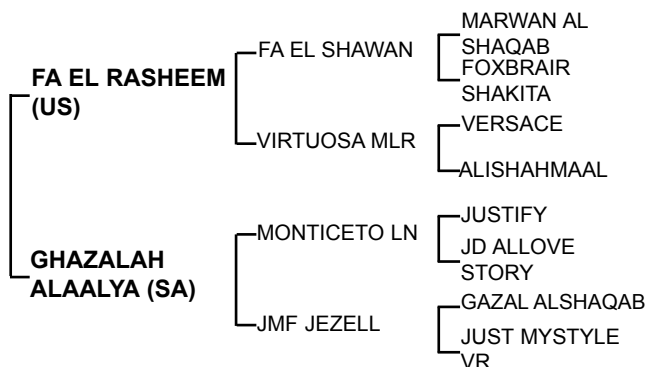 MARWAN AL
SHAQAB
FA EL SHAWAN
FOXBRAIR
SHAKITA
FA EL RASHEEM
(US)
VERSACE
VIRTUOSA MLR
ALISHAHMAAL
JUSTIFY
MONTICETO LN
JD ALLOVE
STORY
GHAZALAH
ALAALYA (SA)
GAZAL ALSHAQAB
JMF JEZELL
JUST MYSTYLE
VR